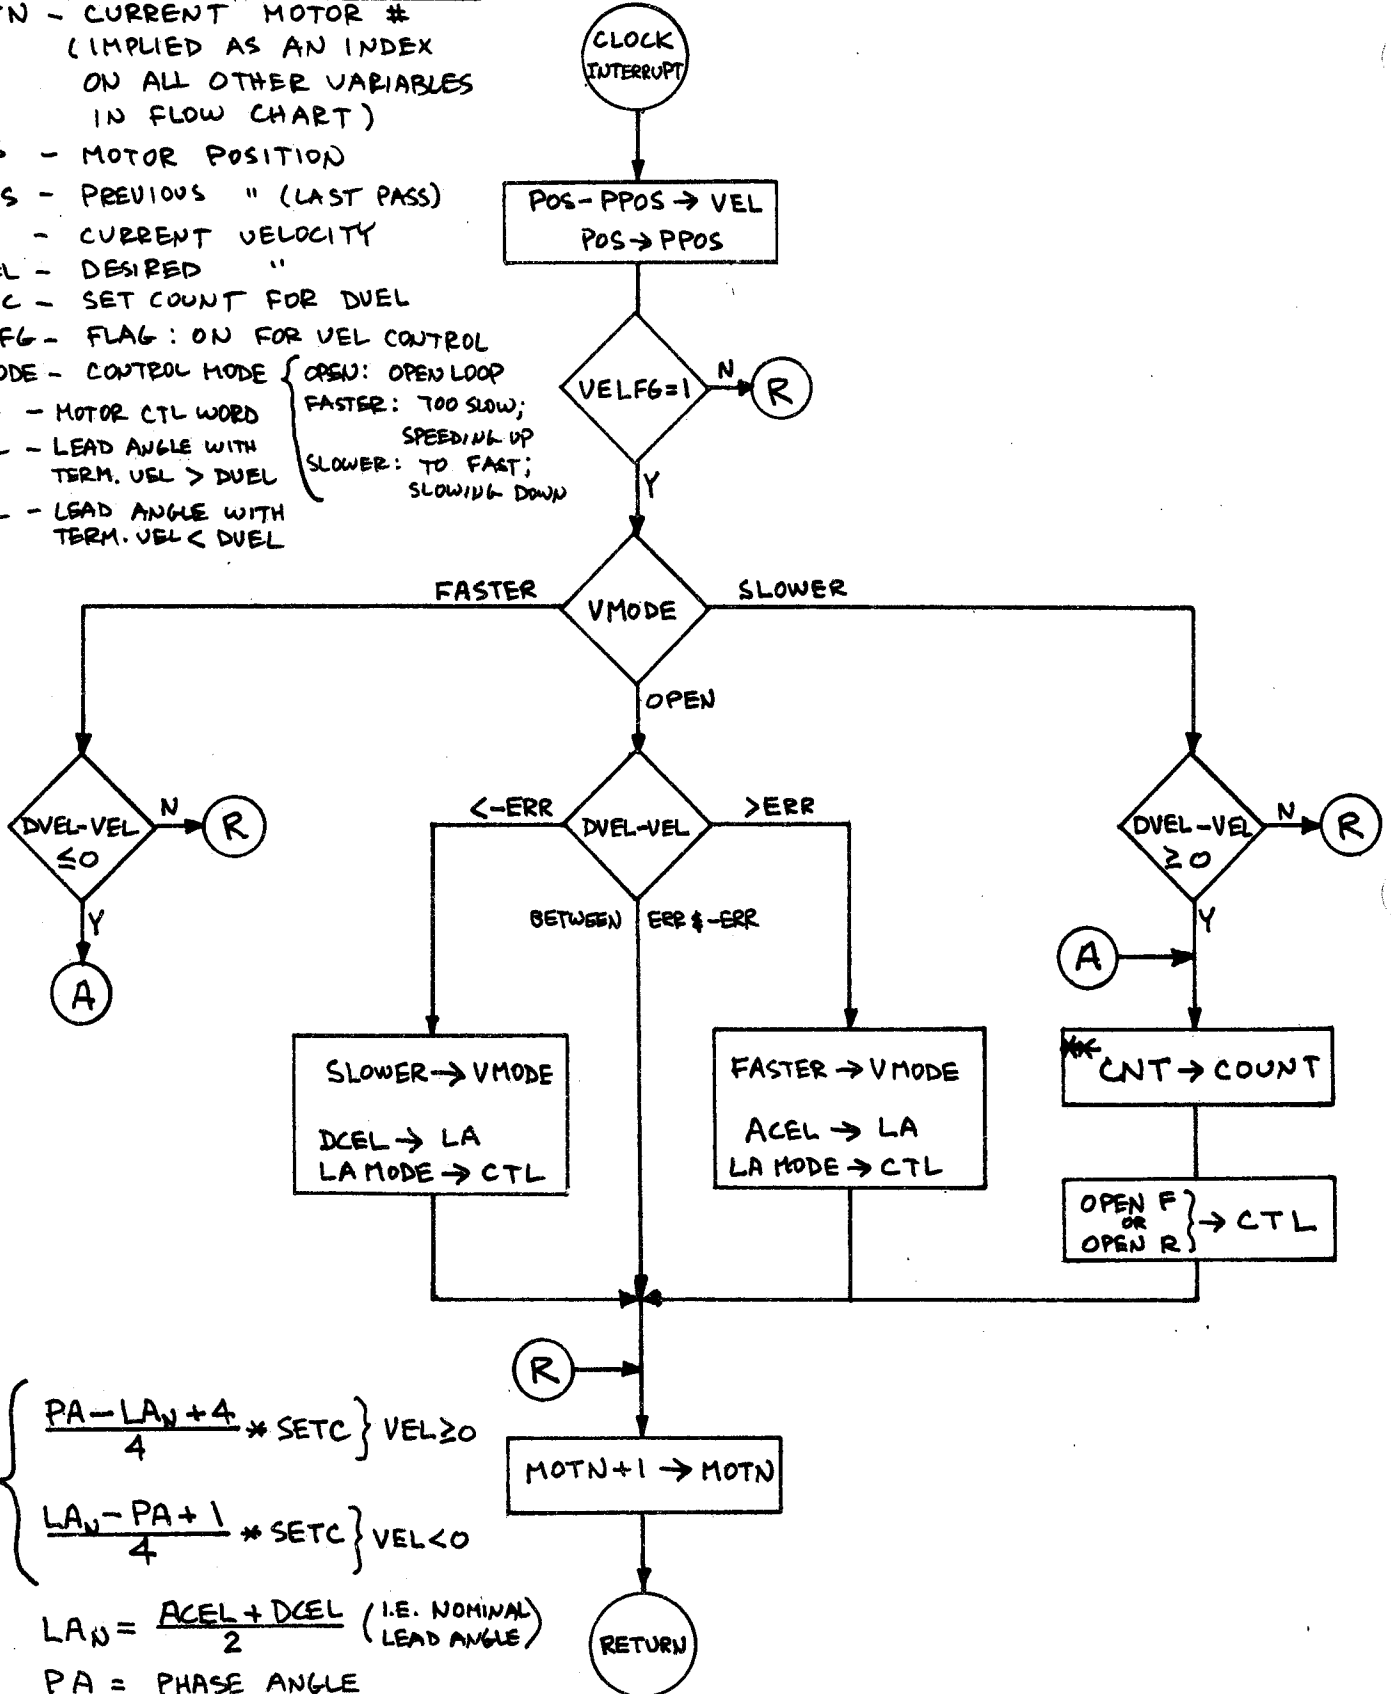 TN - CURRENT MOTOR #
(IMPLIED AS AN INDEX
ON ALL OTHER VARIABLES
IN FLOW CHART)
- MOTOR POSITION
S - PREVIOUS " (LAST PASS)
- CURRENT VELOCITY
EL - DESIRED "
C - SET COUNT FOR DVEL
FG - FLAG: ON FOR VEL CONTROL
ODE - CONTROL MODE { OPEN: OPEN LOOP
FASTER: TOO SLOW;
SPEEDING UP
SLOWER: TO FAST;
SLOWING DOWN
- MOTOR CTL WORD
L - LEAD ANGLE WITH
TERM. VEL > DVEL
L - LEAD ANGLE WITH
TERM. VEL < DVEL
CLOCK
INTERRUPT
POS-PPOS → VEL
POS → PPOS
VELFG=1
N
R
Y
VMODE
FASTER
SLOWER
OPEN
DVEL-VEL
≤0
N
R
Y
A
DVEL-VEL
<-ERR
>ERR
BETWEEN ERR $ -ERR
DVEL-VEL
≥0
N
R
Y
A
SLOWER → VMODE
DCEL → LA
LA MODE → CTL
FASTER → VMODE
ACEL → LA
LA MODE → CTL
** CNT → COUNT
OPEN F
OR
OPEN R } → CTL
R
MOTN+1 → MOTN
RETURN
{ PA - LAN + 4
4
* SETC } VEL≥0
LAN - PA + 1
4
* SETC } VEL<0
LAN = ACEL + DCEL
2
(I.E. NOMINAL
LEAD ANGLE)
PA = PHASE ANGLE